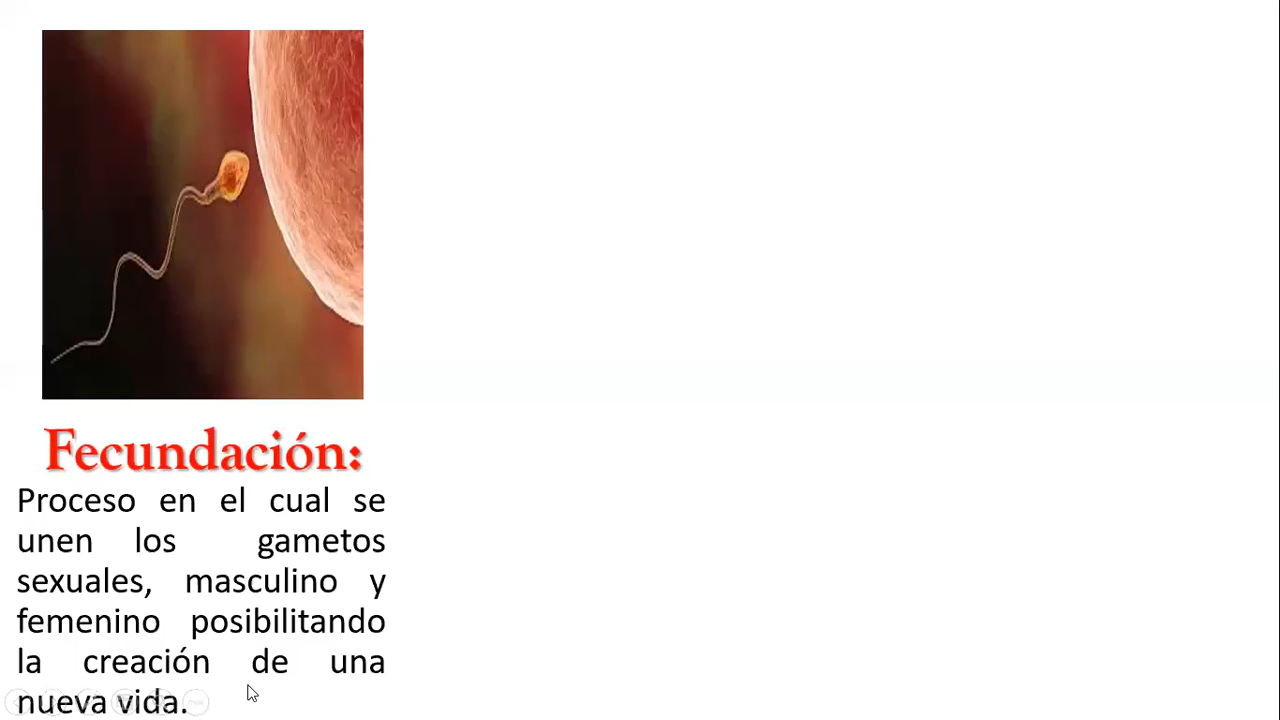 Fecundación:
Proceso en el cual se
unen los gametos
sexuales, masculino y
femenino posibilitando
la creación de una
nueva vida.